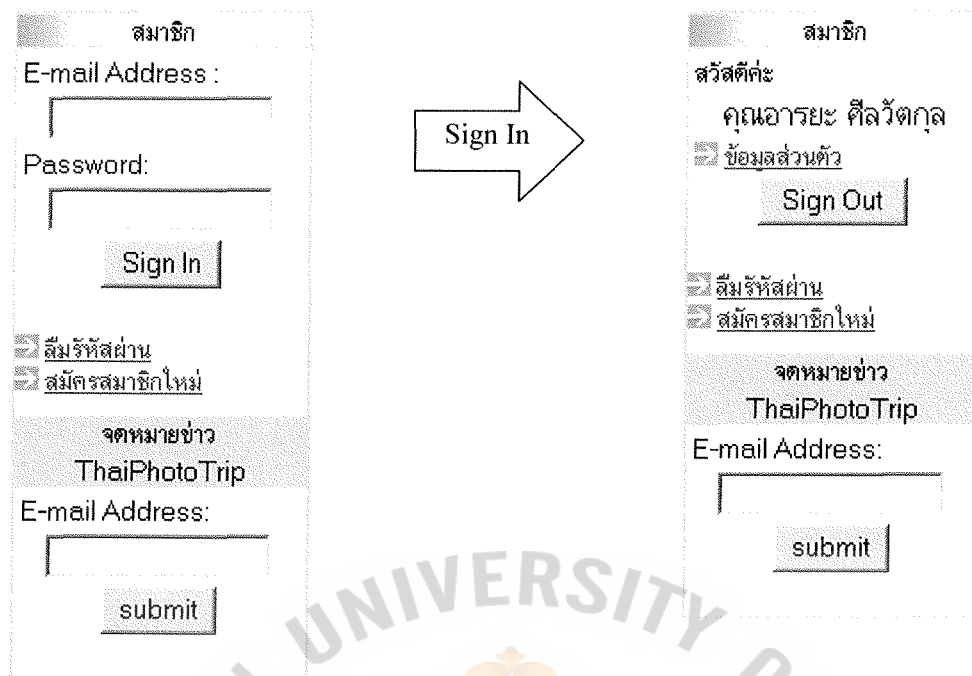 สมาชิก
E-mail Address :
Password:
Sign In
ลืมรหัสผ่าน
สมัครสมาชิกใหม่
จดหมายข่าว
ThaiPhotoTrip
E-mail Address:
submit
Sign In
สมาชิก
สวัสดีค่ะ
คุณอารยะ ศีลวัตกุล
ข้อมูลส่วนตัว
Sign Out
ลืมรหัสผ่าน
สมัครสมาชิกใหม่
จดหมายข่าว
ThaiPhotoTrip
E-mail Address:
submit
UNIVERSITY